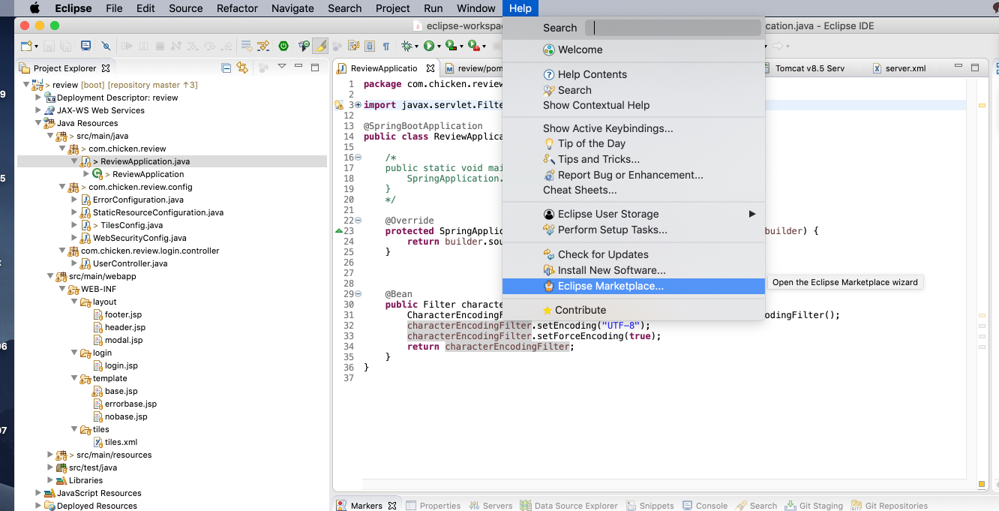 Eclipse File Edit Source Refactor Navigate Search Project Run Window Help
eclipse-workspac
cation.java - Eclipse IDE
Search
Welcome
Help Contents
Search
Show Contextual Help
Show Active Keybindings...
Tip of the Day
Tips and Tricks...
Report Bug or Enhancement...
Cheat Sheets...
Eclipse User Storage
Perform Setup Tasks...
Check for Updates
Install New Software...
Eclipse Marketplace...
Contribute
Open the Eclipse Marketplace wizard
Project Explorer
> review [boot] [repository master ↑3]
Deployment Descriptor: review
JAX-WS Web Services
Java Resources
> src/main/java
> com.chicken.review
> ReviewApplication.java
> ReviewApplication
> com.chicken.review.config
ErrorConfiguration.java
StaticResourceConfiguration.java
> TilesConfig.java
WebSecurityConfig.java
com.chicken.review.login.controller
UserController.java
src/main/webapp
WEB-INF
layout
footer.jsp
header.jsp
modal.jsp
login
login.jsp
template
base.jsp
errorbase.jsp
nobase.jsp
tiles
tiles.xml
> src/main/resources
src/test/java
Libraries
JavaScript Resources
Deployed Resources
ReviewApplicatio review/pom Tomcat v8.5 Serv server.xml
1 package com.chicken.review
2
3 import javax.servlet.Filte
12
13 @SpringBootApplication
14 public class ReviewApplica
15
16 /*
17 public static void mai
18 SpringApplication.
19 }
20 */
21
22 @Override
23 protected SpringApplic builder) {
24 return builder.sou
25 }
26
27
28
29 @Bean
30 public Filter characte
31 CharacterEncodingF odingFilter();
32 characterEncodingFilter.setEncoding("UTF-8");
33 characterEncodingFilter.setForceEncoding(true);
34 return characterEncodingFilter;
35 }
36 }
37
Markers Properties Servers Data Source Explorer Snippets Console Search Git Staging Git Repositories